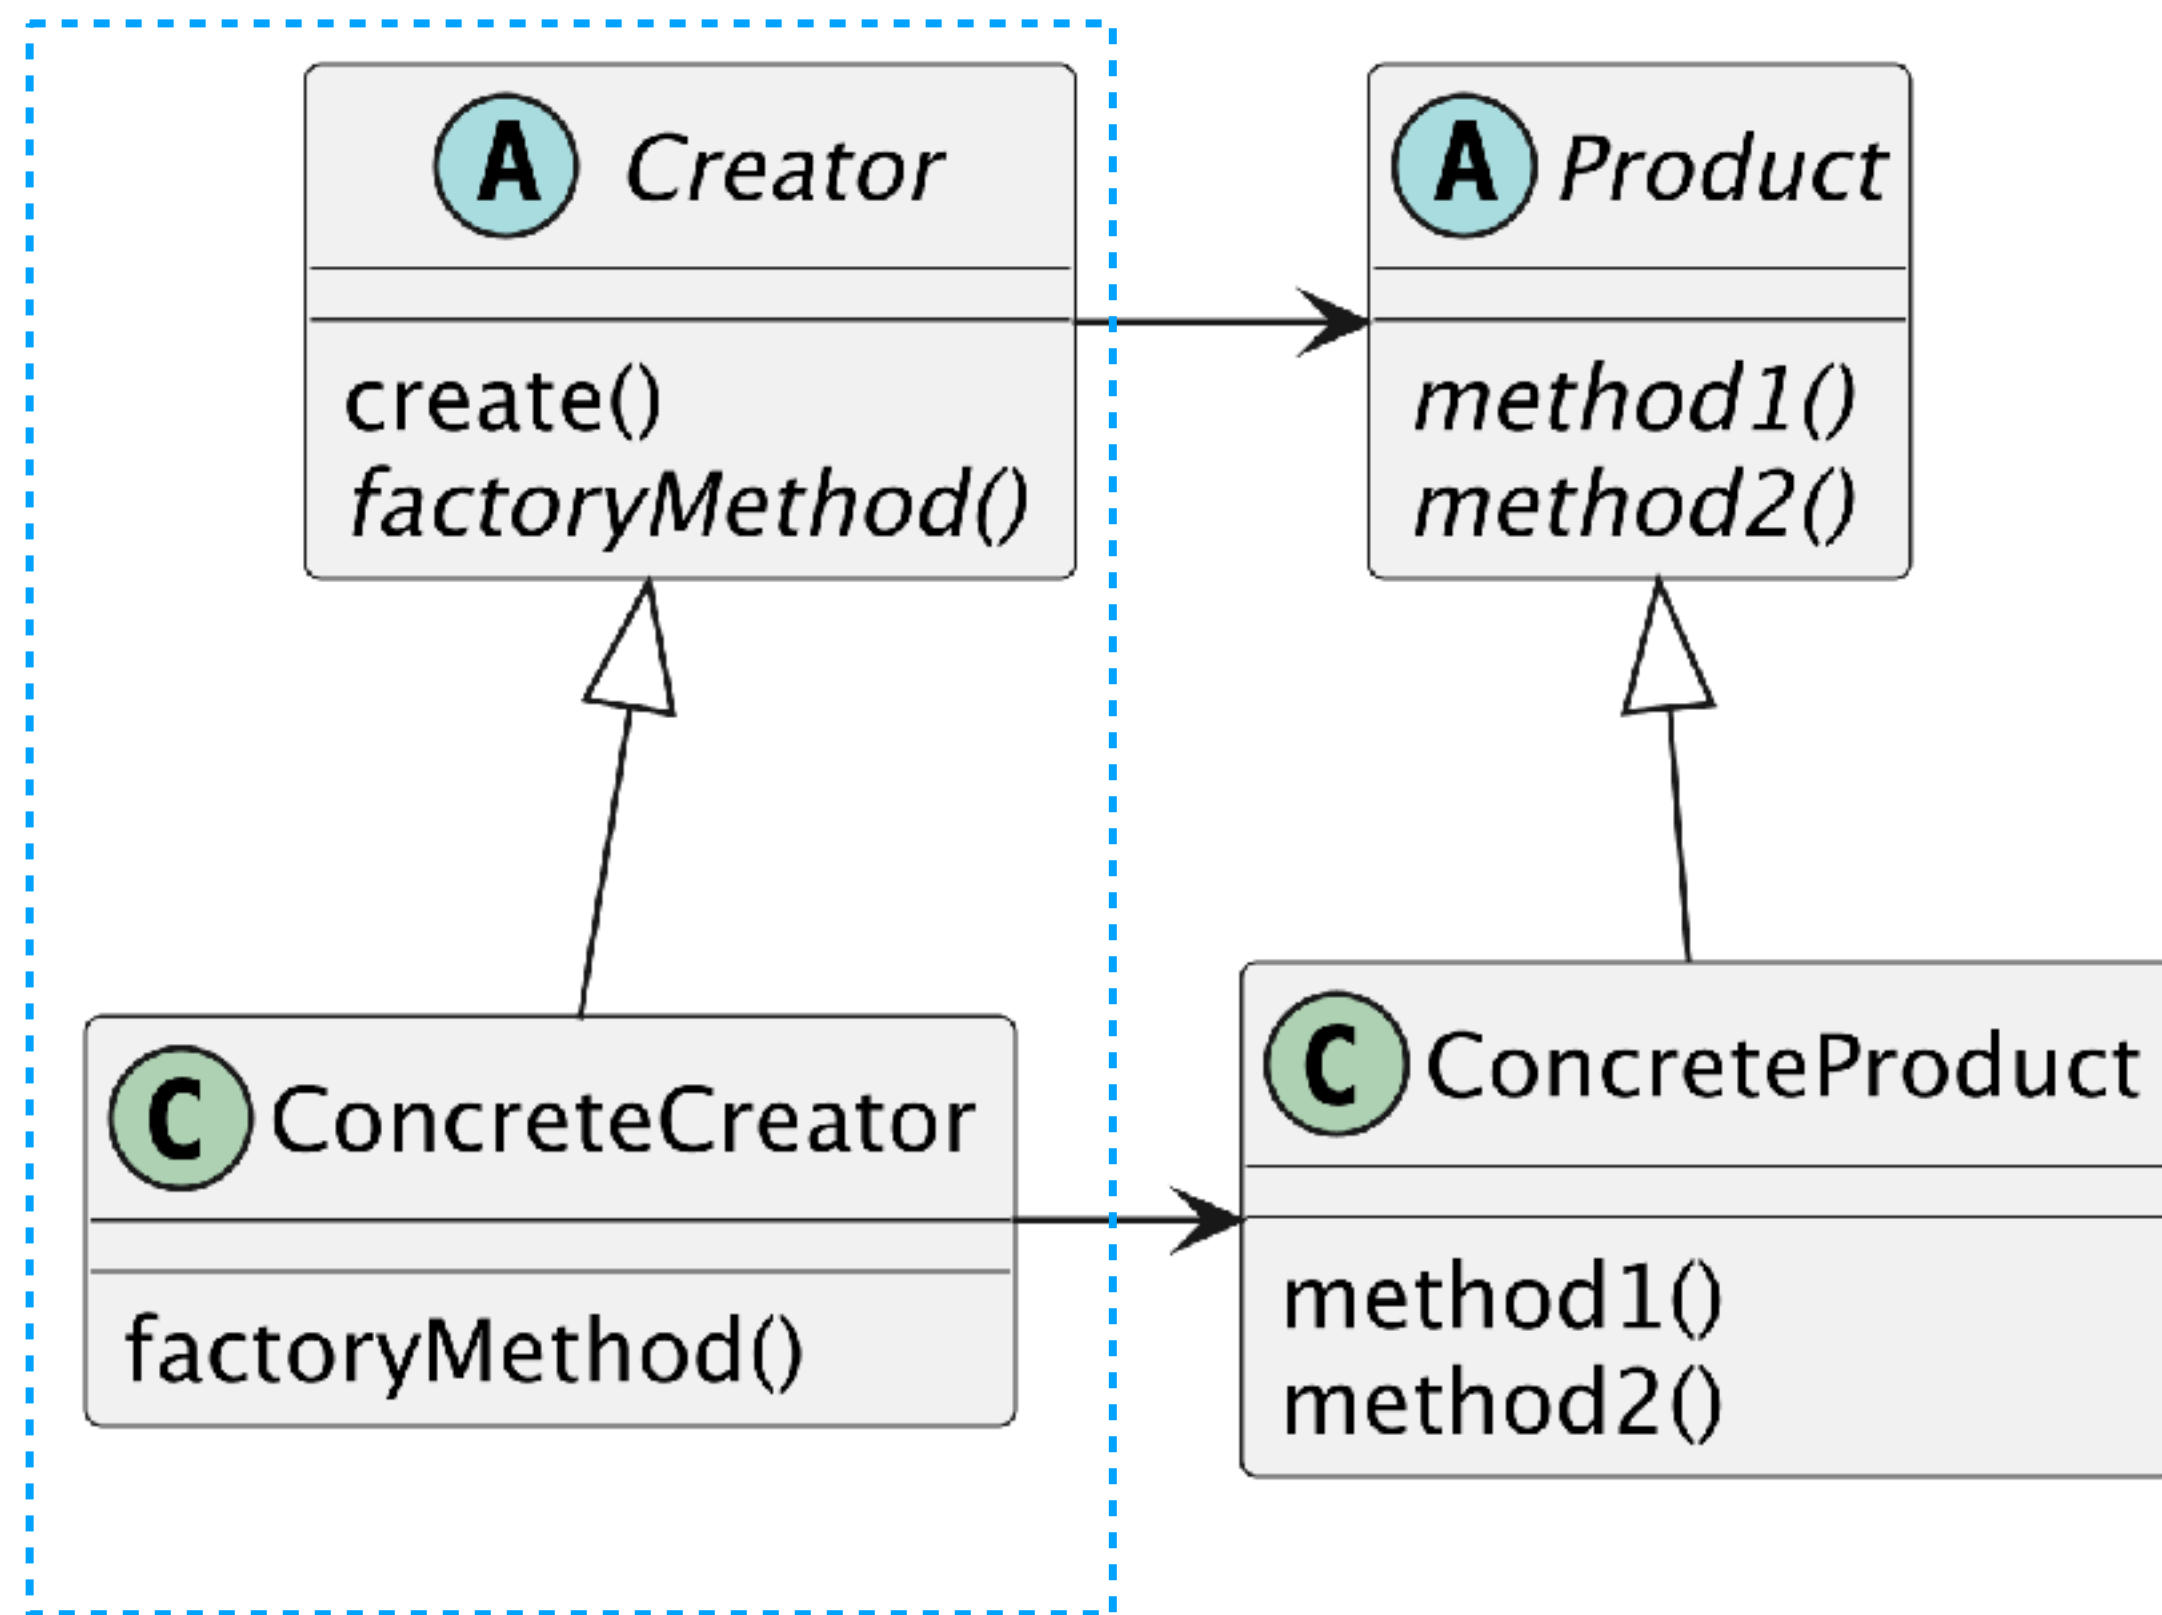 A Creator
create()
factoryMethod()
A Product
method1()
method2()
C ConcreteCreator
factoryMethod()
C ConcreteProduct
method1()
method2()